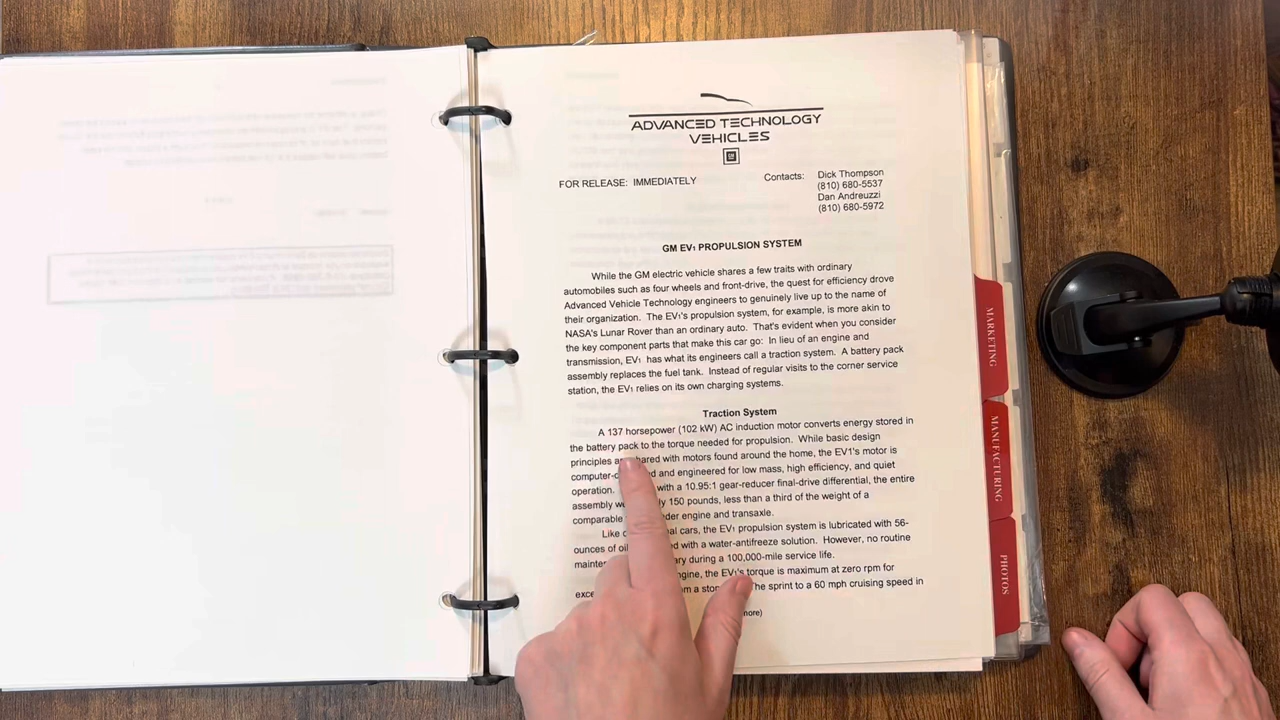 ADVANCED TECHNOLOGY
VEHICLES
FOR RELEASE: IMMEDIATELY
Contacts: Dick Thompson
(810) 680-5537
Dan Andreuzzi
(810) 680-5972
GM EV1 PROPULSION SYSTEM
While the GM electric vehicle shares a few traits with ordinary
automobiles such as four wheels and front-drive, the quest for efficiency drove
Advanced Vehicle Technology engineers to genuinely live up to the name of
their organization. The EV1's propulsion system, for example, is more akin to
NASA's Lunar Rover than an ordinary auto. That's evident when you consider
the key component parts that make this car go: In lieu of an engine and
transmission, EV1 has what its engineers call a traction system. A battery pack
assembly replaces the fuel tank. Instead of regular visits to the corner service
station, the EV1 relies on its own charging systems.
Traction System
A 137 horsepower (102 kW) AC induction motor converts energy stored in
the battery pack to the torque needed for propulsion. While basic design
principles shared with motors found around the home, the EV1's motor is
and engineered for low mass, high efficiency, and quiet
operation. with a 10.95:1 gear-reducer final-drive differential, the entire
assembly 150 pounds, less than a third of the weight of a
comparable engine and transaxle.
Like cars, the EV1 propulsion system is lubricated with 56-
ounces of with a water-antifreeze solution. However, no routine
during a 100,000-mile service life.
the EV1's torque is maximum at zero rpm for
The sprint to a 60 mph cruising speed in
more)
MARKETING
MANUFACTURING
PHOTOS